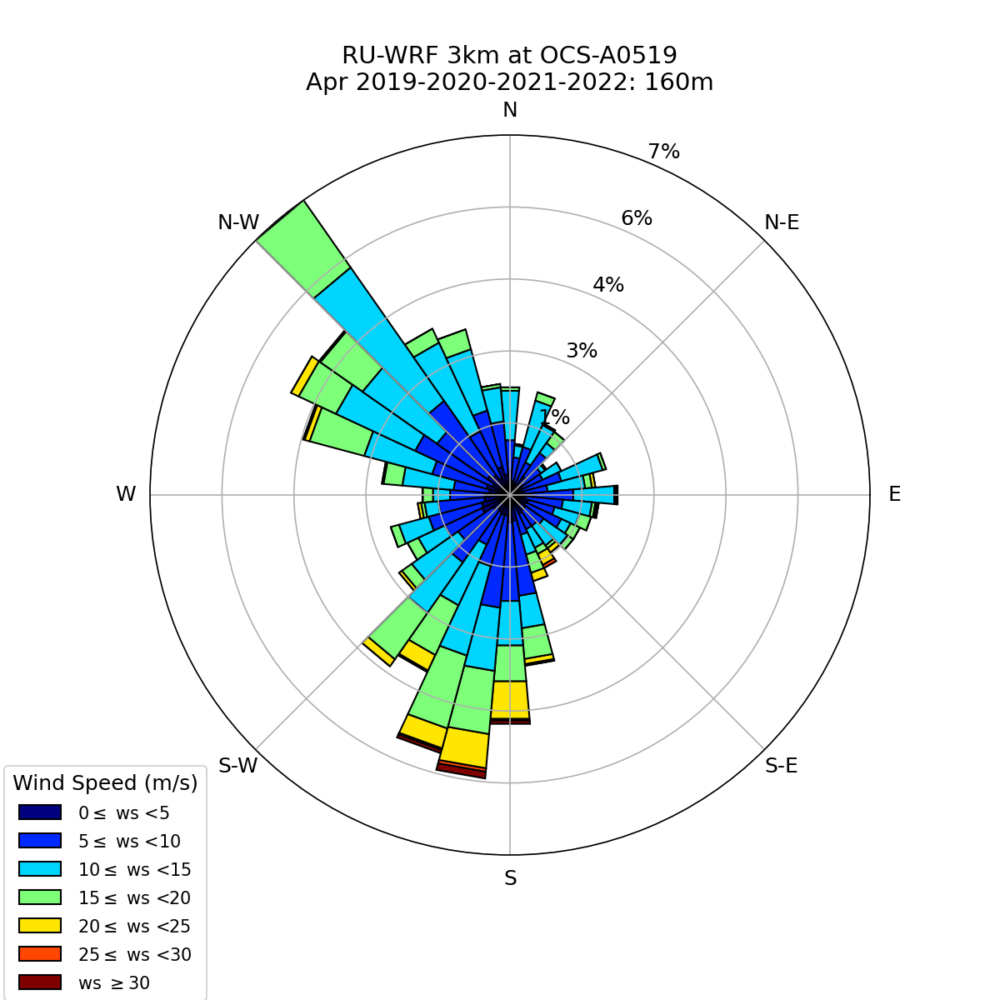 RU-WRF 3km at OCS-A0519
Apr 2019-2020-2021-2022: 160m
N
7%
N-W
6%
N-E
4%
3%
1%
W
E
S-W
S-E
S
Wind Speed (m/s)
0≤ ws <5
5≤ ws <10
10≤ ws <15
15≤ ws <20
20≤ ws <25
25≤ ws <30
ws ≥30